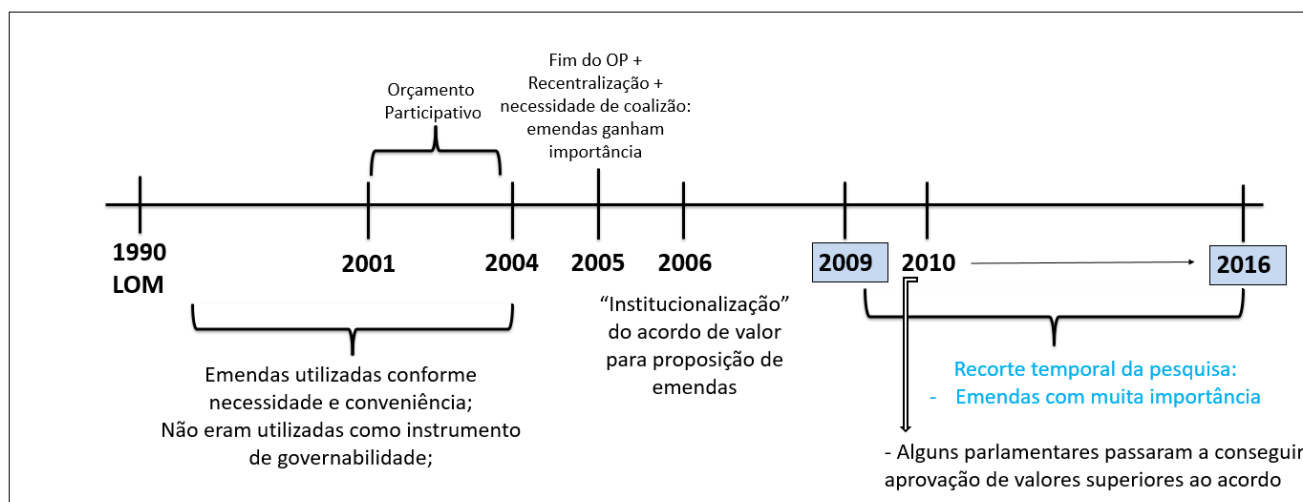 Orçamento
Participativo
Fim do OP +
Recentralização +
necessidade de coalizão:
emendas ganham
importância
1990
LOM
2001
2004
2005
2006
2009
2010
2016
Emendas utilizadas conforme
necessidade e conveniência;
Não eram utilizadas como instrumento
de governabilidade;
“Institucionalização”
do acordo de valor
para proposição de
emendas
Recorte temporal da pesquisa:
- Emendas com muita importância
- Alguns parlamentares passaram a conseguir
aprovação de valores superiores ao acordo